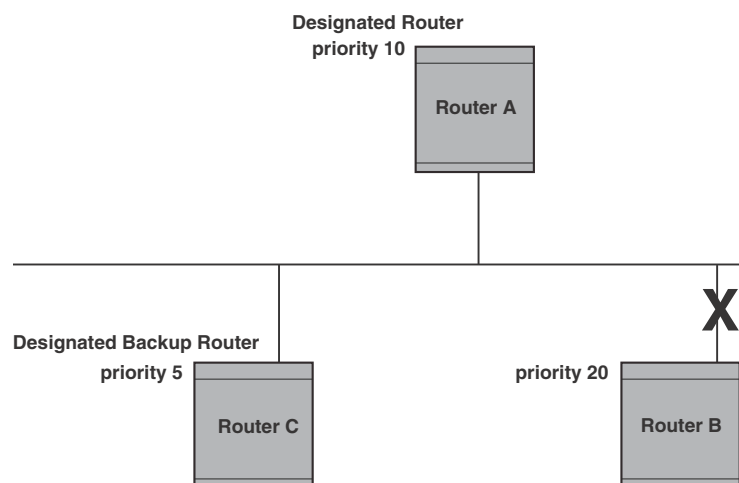 Designated Router
priority 10
Router A
X
Designated Backup Router
priority 5
priority 20
Router C
Router B